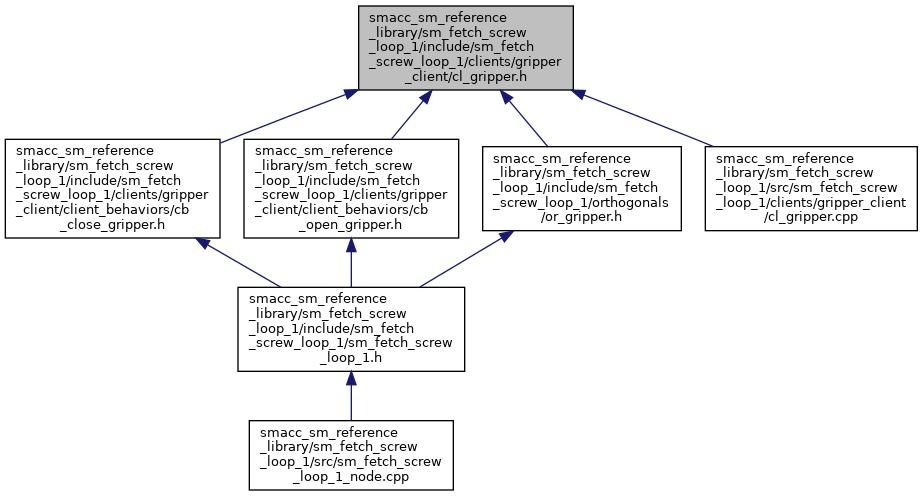 smacc_sm_reference
_library/sm_fetch_screw
_loop_1/include/sm_fetch
_screw_loop_1/clients/gripper
_client/cl_gripper.h
smacc_sm_reference
_library/sm_fetch_screw
_loop_1/include/sm_fetch
_screw_loop_1/clients/gripper
_client/client_behaviors/cb
_close_gripper.h
smacc_sm_reference
_library/sm_fetch_screw
_loop_1/include/sm_fetch
_screw_loop_1/clients/gripper
_client/client_behaviors/cb
_open_gripper.h
smacc_sm_reference
_library/sm_fetch_screw
_loop_1/include/sm_fetch
_screw_loop_1/orthogonals
/or_gripper.h
smacc_sm_reference
_library/sm_fetch_screw
_loop_1/src/sm_fetch_screw
_loop_1/clients/gripper_client
/cl_gripper.cpp
smacc_sm_reference
_library/sm_fetch_screw
_loop_1/include/sm_fetch
_screw_loop_1/sm_fetch_screw
_loop_1.h
smacc_sm_reference
_library/sm_fetch_screw
_loop_1/src/sm_fetch_screw
_loop_1_node.cpp